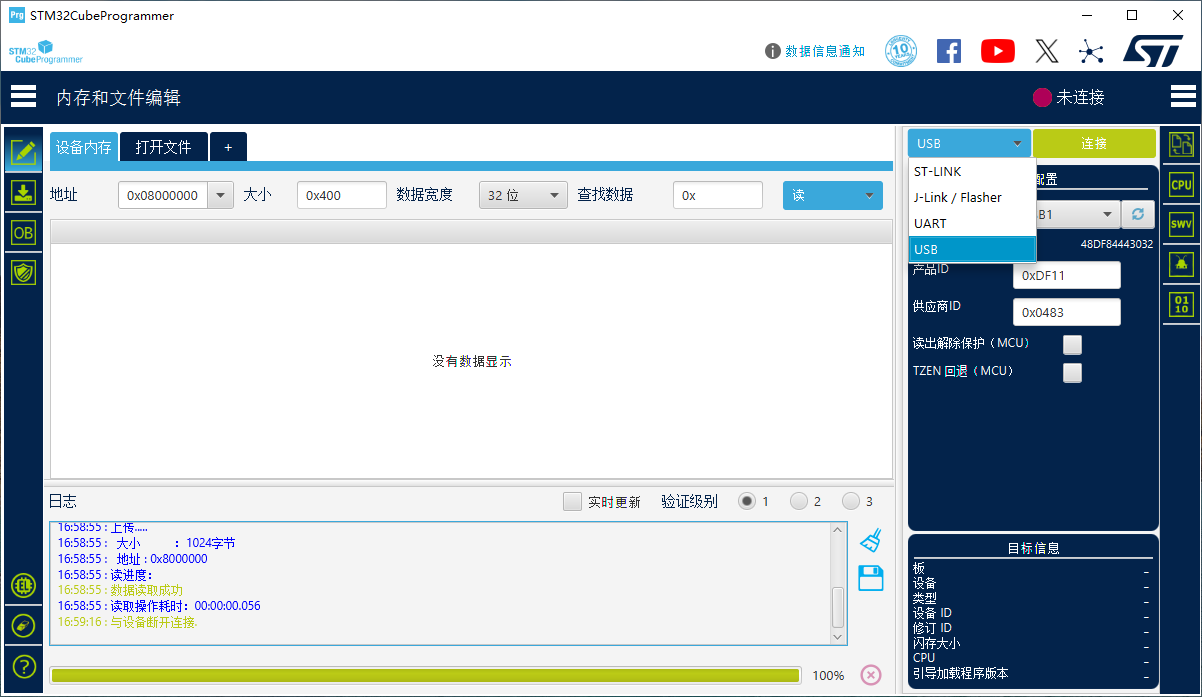 Prg STM32CubeProgrammer
STM32 CubeProgrammer
数据信息通知
10 YEARS
内存和文件编辑
未连接
设备内存 打开文件 +
USB 连接
地址 0x08000000 大小 0x400 数据宽度 32 位 查找数据 0x 读
ST-LINK
J-Link / Flasher
UART
USB
配置
B1
48DF84443032
产品ID 0xDF11
供应商ID 0x0483
读出解除保护（MCU）
TZEN 回退（MCU）
OB
CPU
SWV
01
10
没有数据显示
日志 实时更新 验证级别 1 2 3
16:58:55 : 上传.....
16:58:55 : 大小 : 1024字节
16:58:55 : 地址 : 0x8000000
16:58:55 : 读进度:
16:58:55 : 数据读取成功
16:58:55 : 读取操作耗时: 00:00:00.056
16:59:16 : 与设备断开连接.
100%
目标信息
板 -
设备 -
类型 -
设备 ID -
修订 ID -
闪存大小 -
CPU -
引导加载程序版本 -